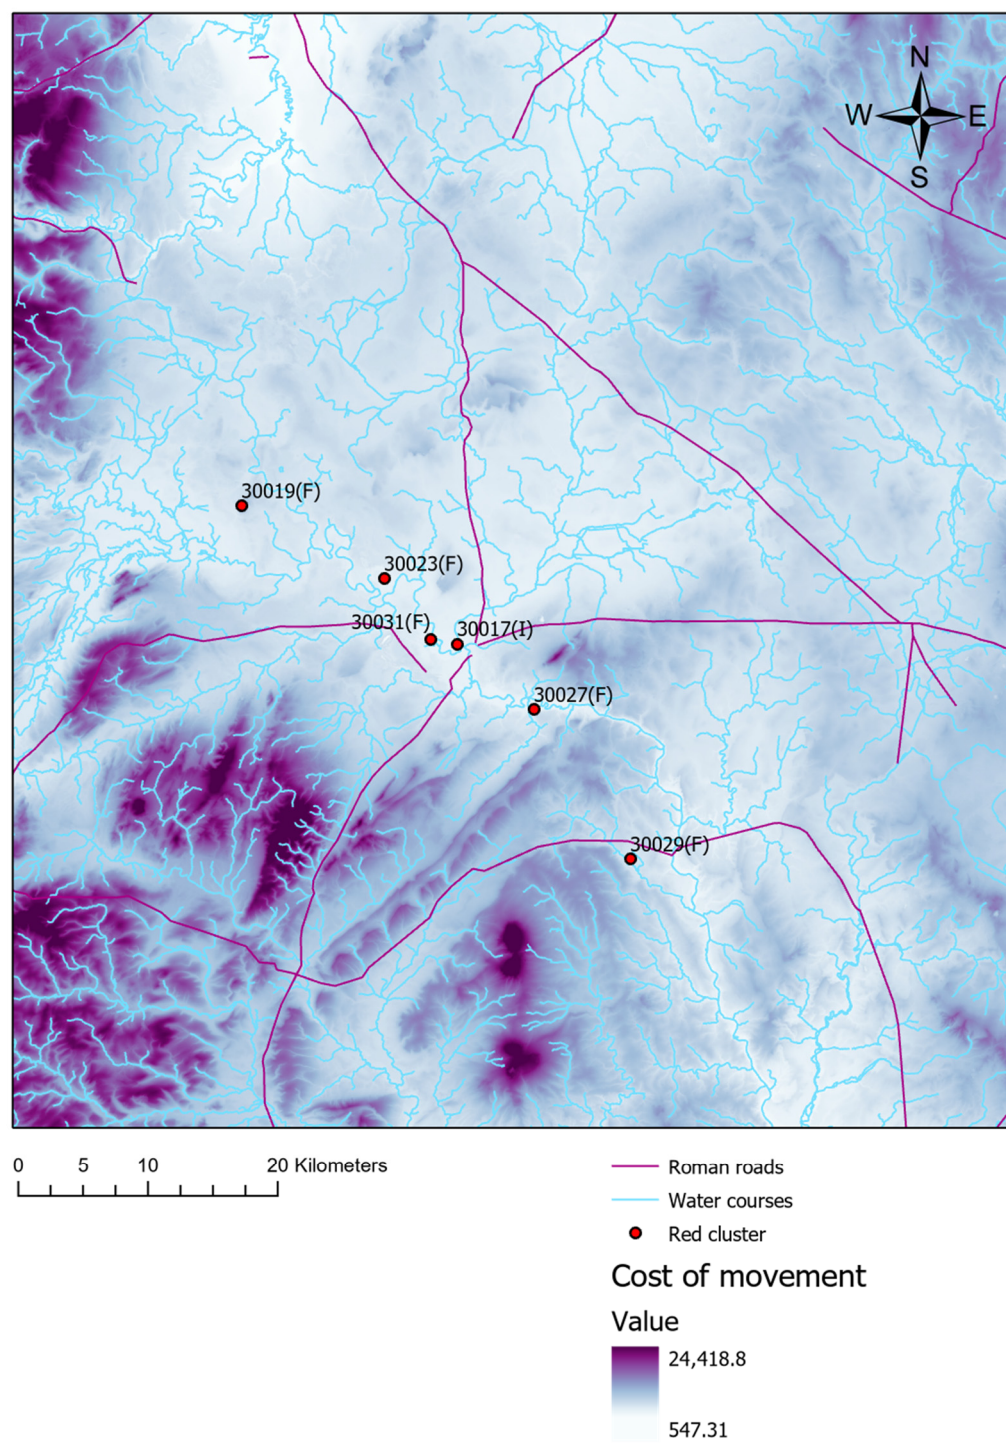 N
W E
S
30019(F)
30023(F)
30031(F)
30017(I)
30027(F)
30029(F)
0 5 10 20 Kilometers
Roman roads
Water courses
Red cluster
Cost of movement
Value
24,418.8
547.31